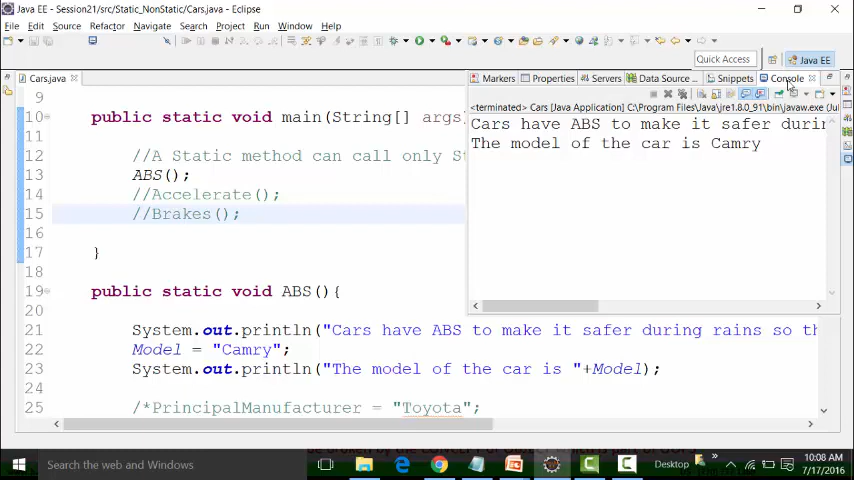 Java EE - Session21/src/Static_NonStatic/Cars.java - Eclipse
File Edit Source Refactor Navigate Search Project Run Window Help
Quick Access
Java EE
Cars.java
Markers Properties Servers Data Source ... Snippets Console
<terminated> Cars [Java Application] C:\Program Files\Java\jre1.8.0_91\bin\javaw.exe (Jul
Cars have ABS to make it safer durin
The model of the car is Camry
9
10 public static void main(String[] args)
11
12 //A Static method can call only St
13 ABS();
14 //Accelerate();
15 //Brakes();
16
17 }
18
19 public static void ABS(){
20
21 System.out.println("Cars have ABS to make it safer during rains so th
22 Model = "Camry";
23 System.out.println("The model of the car is "+Model);
24
25 /*PrincipalManufacturer = "Toyota";
Search the web and Windows
Desktop
10:08 AM
7/17/2016